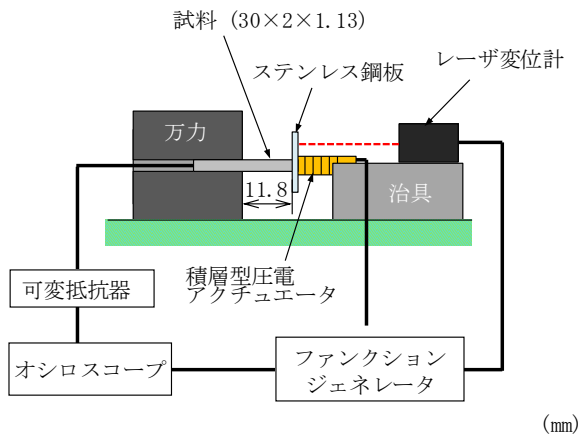 試料 (30×2×1.13)
ステンレス鋼板
レーザ変位計
万力
11.8
治具
積層型圧電
アクチュエータ
可変抵抗器
オシロスコープ
ファンクション
ジェネレータ
(mm)